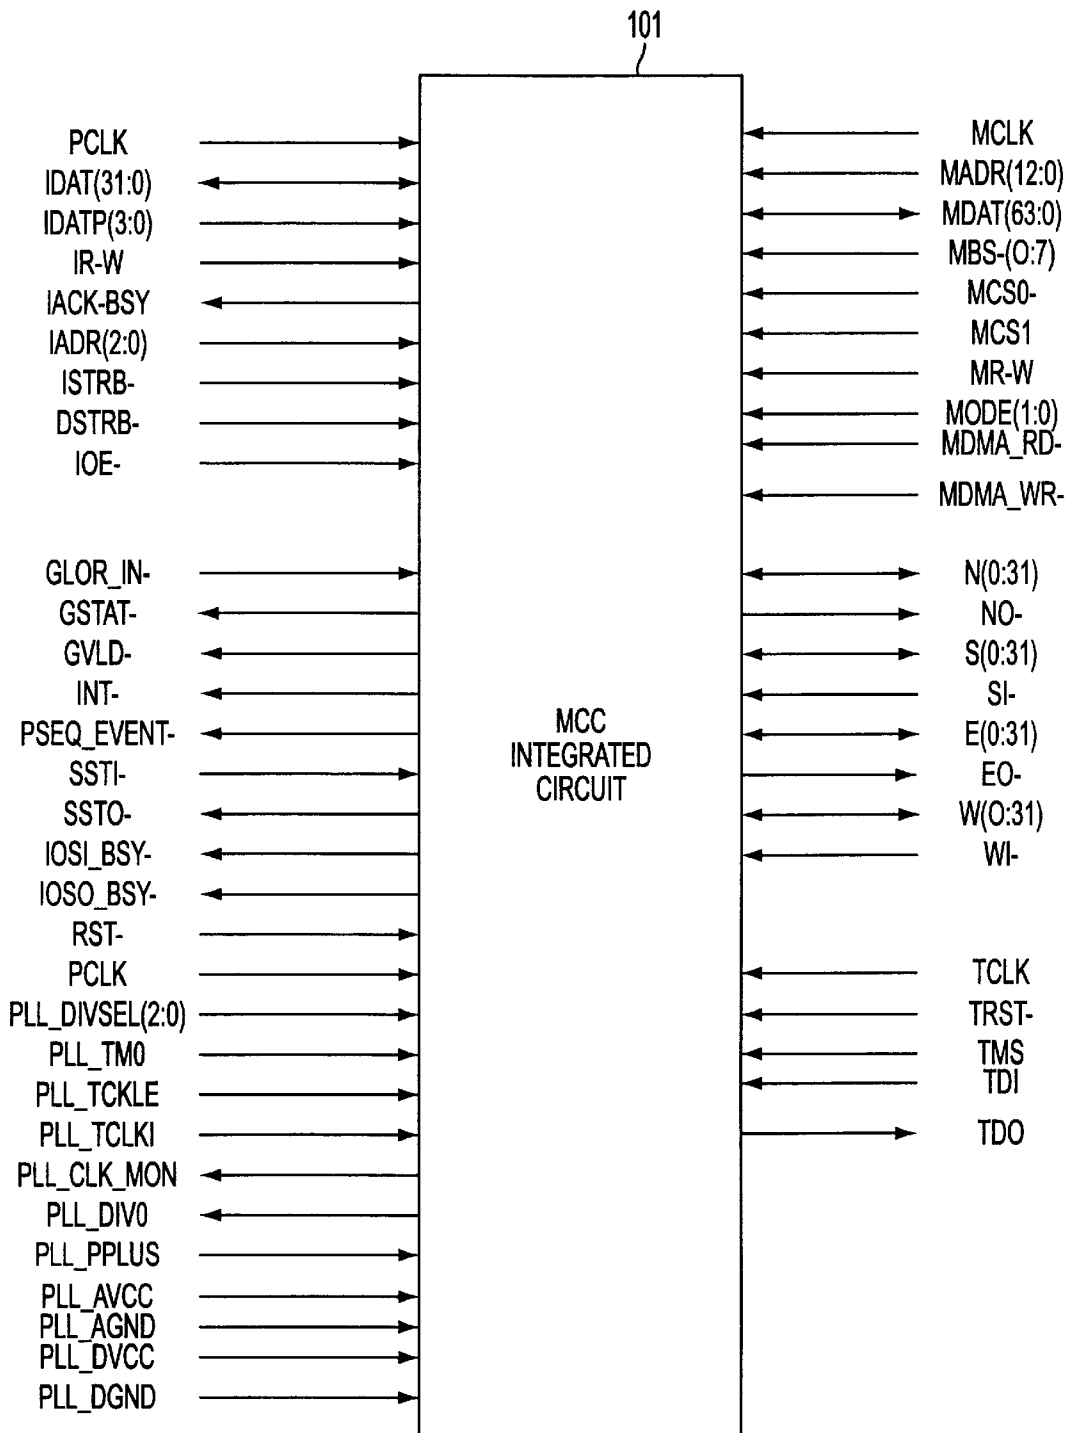 101
PCLK
IDAT(31:0)
IDATP(3:0)
IR-W
IACK-BSY
IADR(2:0)
ISTRB-
DSTRB-
IOE-
GLOR_IN-
GSTAT-
GVLD-
INT-
PSEQ_EVENT-
SSTI-
SSTO-
IOSI_BSY-
IOSO_BSY-
RST-
PCLK
PLL_DIVSEL(2:0)
PLL_TM0
PLL_TCKLE
PLL_TCLKI
PLL_CLK_MON
PLL_DIV0
PLL_PPLUS
PLL_AVCC
PLL_AGND
PLL_DVCC
PLL_DGND
MCC
INTEGRATED
CIRCUIT
MCLK
MADR(12:0)
MDAT(63:0)
MBS-(O:7)
MCS0-
MCS1
MR-W
MODE(1:0)
MDMA_RD-
MDMA_WR-
N(0:31)
NO-
S(0:31)
SI-
E(0:31)
EO-
W(O:31)
WI-
TCLK
TRST-
TMS
TDI
TDO